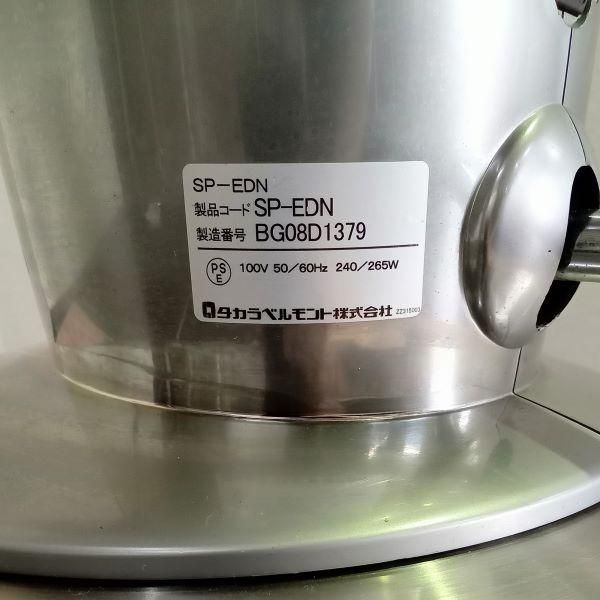 SP-EDN
製品コード SP-EDN
製造番号 BG08D1379
PS
E
100V 50/60Hz 240/265W
タカラベルモント株式会社 ZZ315003